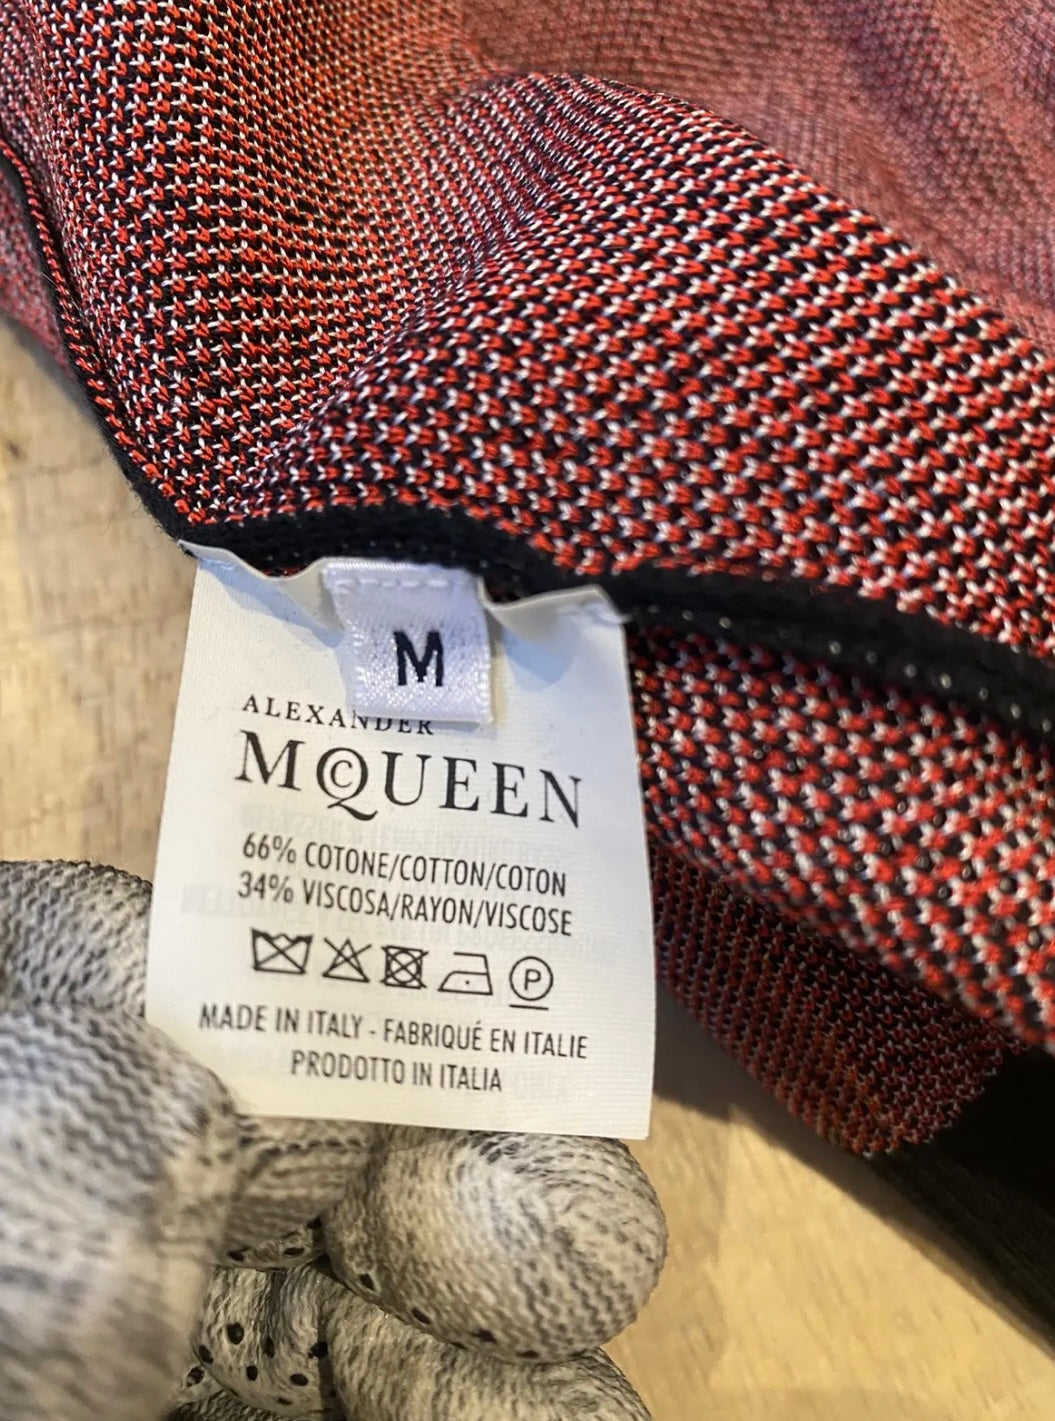 M
ALEXANDER
McQUEEN
66% COTONE/COTTON/COTON
34% VISCOSA/RAYON/VISCOSE
P
MADE IN ITALY - FABRIQUÉ EN ITALIE
PRODOTTO IN ITALIA